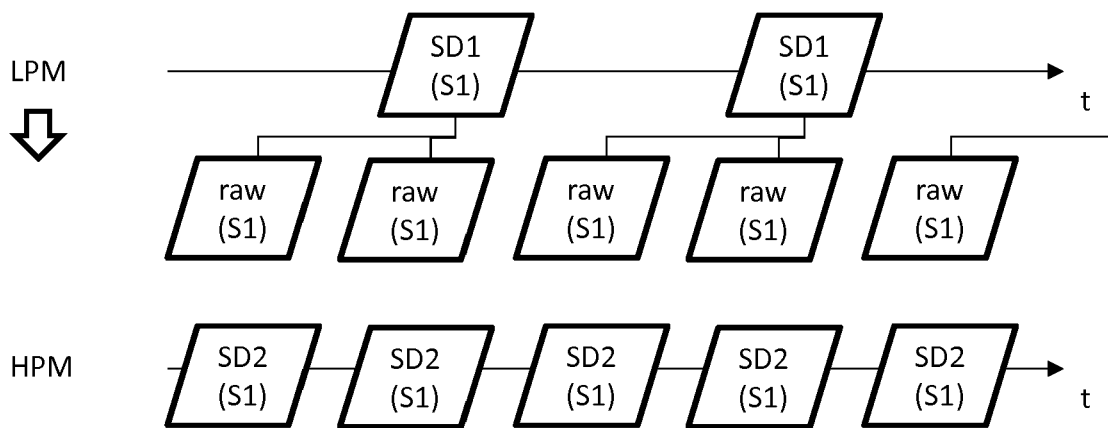 SD1 SD1
LPM (S1) (S1)
t
raw raw raw raw raw
(S1) (S1) (S1) (S1) (S1)
SD2 SD2 SD2 SD2 SD2
HPM (S1) (S1) (S1) (S1) (S1)
t